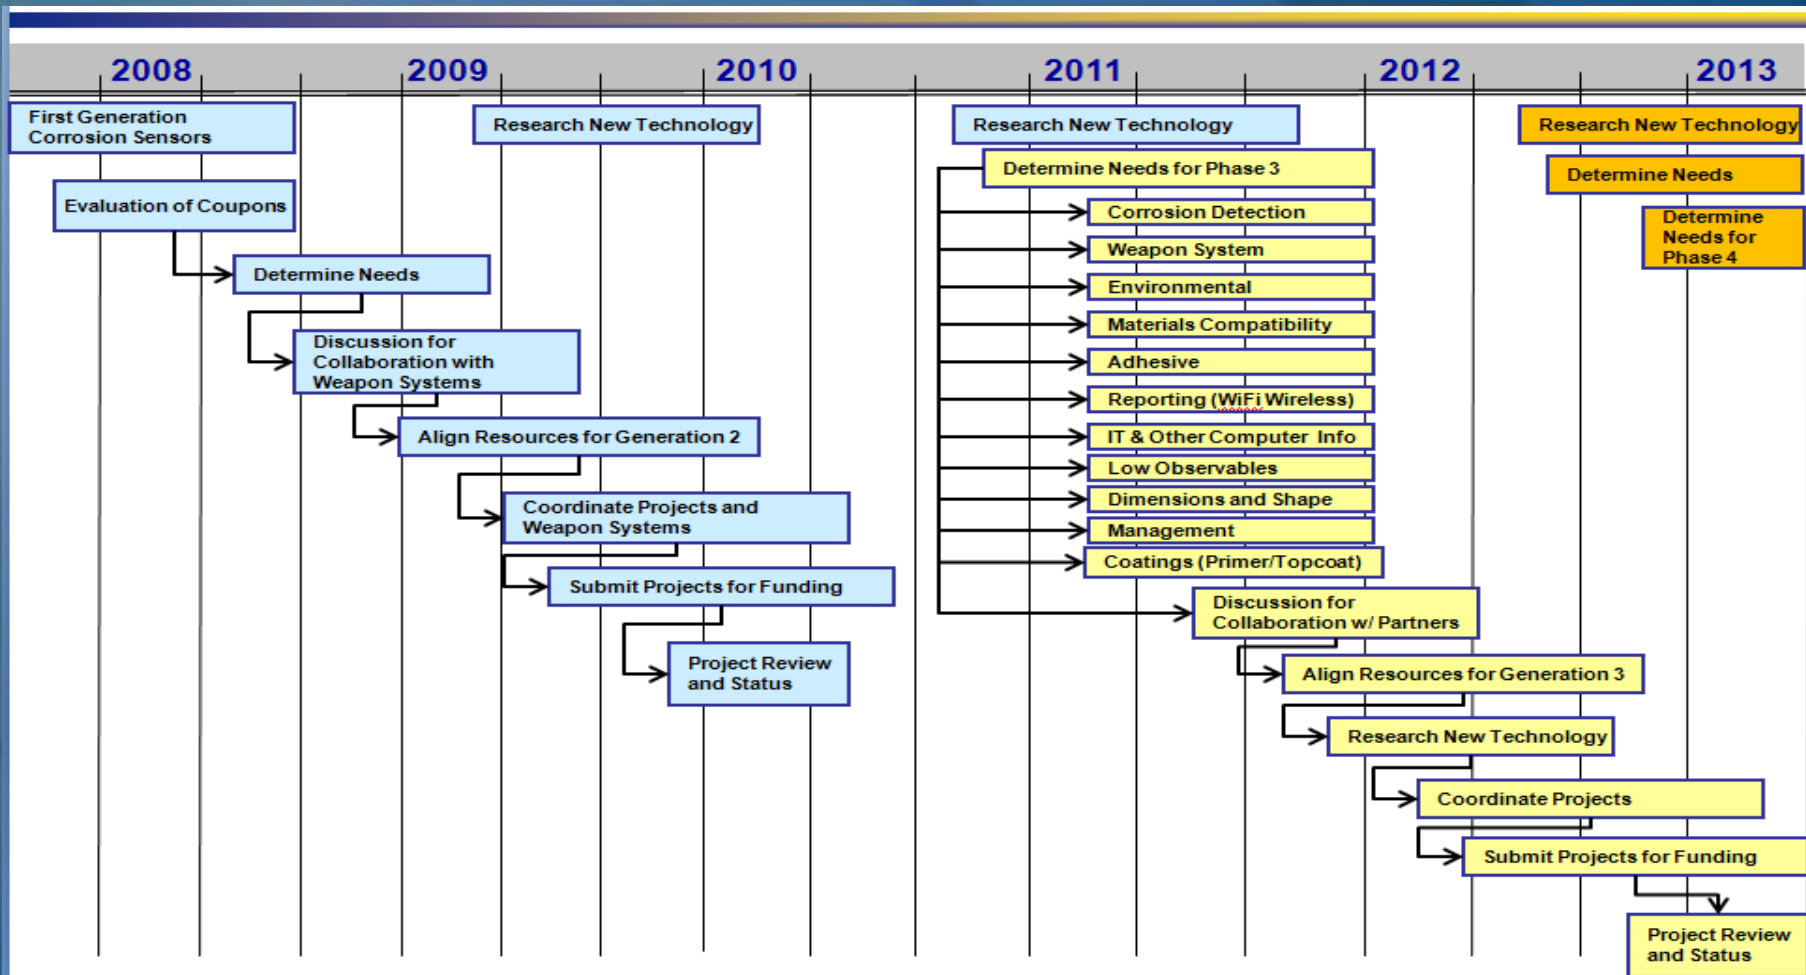 2008
2009
2010
2011
2012
2013
First Generation
Corrosion Sensors
Evaluation of Coupons
Determine Needs
Discussion for
Collaboration with
Weapon Systems
Align Resources for Generation 2
Coordinate Projects and
Weapon Systems
Submit Projects for Funding
Project Review
and Status
Research New Technology
Research New Technology
Determine Needs for Phase 3
Corrosion Detection
Weapon System
Environmental
Materials Compatibility
Adhesive
Reporting (WiFi Wireless)
IT & Other Computer Info
Low Observables
Dimensions and Shape
Management
Coatings (Primer/Topcoat)
Discussion for
Collaboration w/ Partners
Align Resources for Generation 3
Research New Technology
Coordinate Projects
Submit Projects for Funding
Project Review
and Status
Research New Technology
Determine Needs
Determine
Needs for
Phase 4